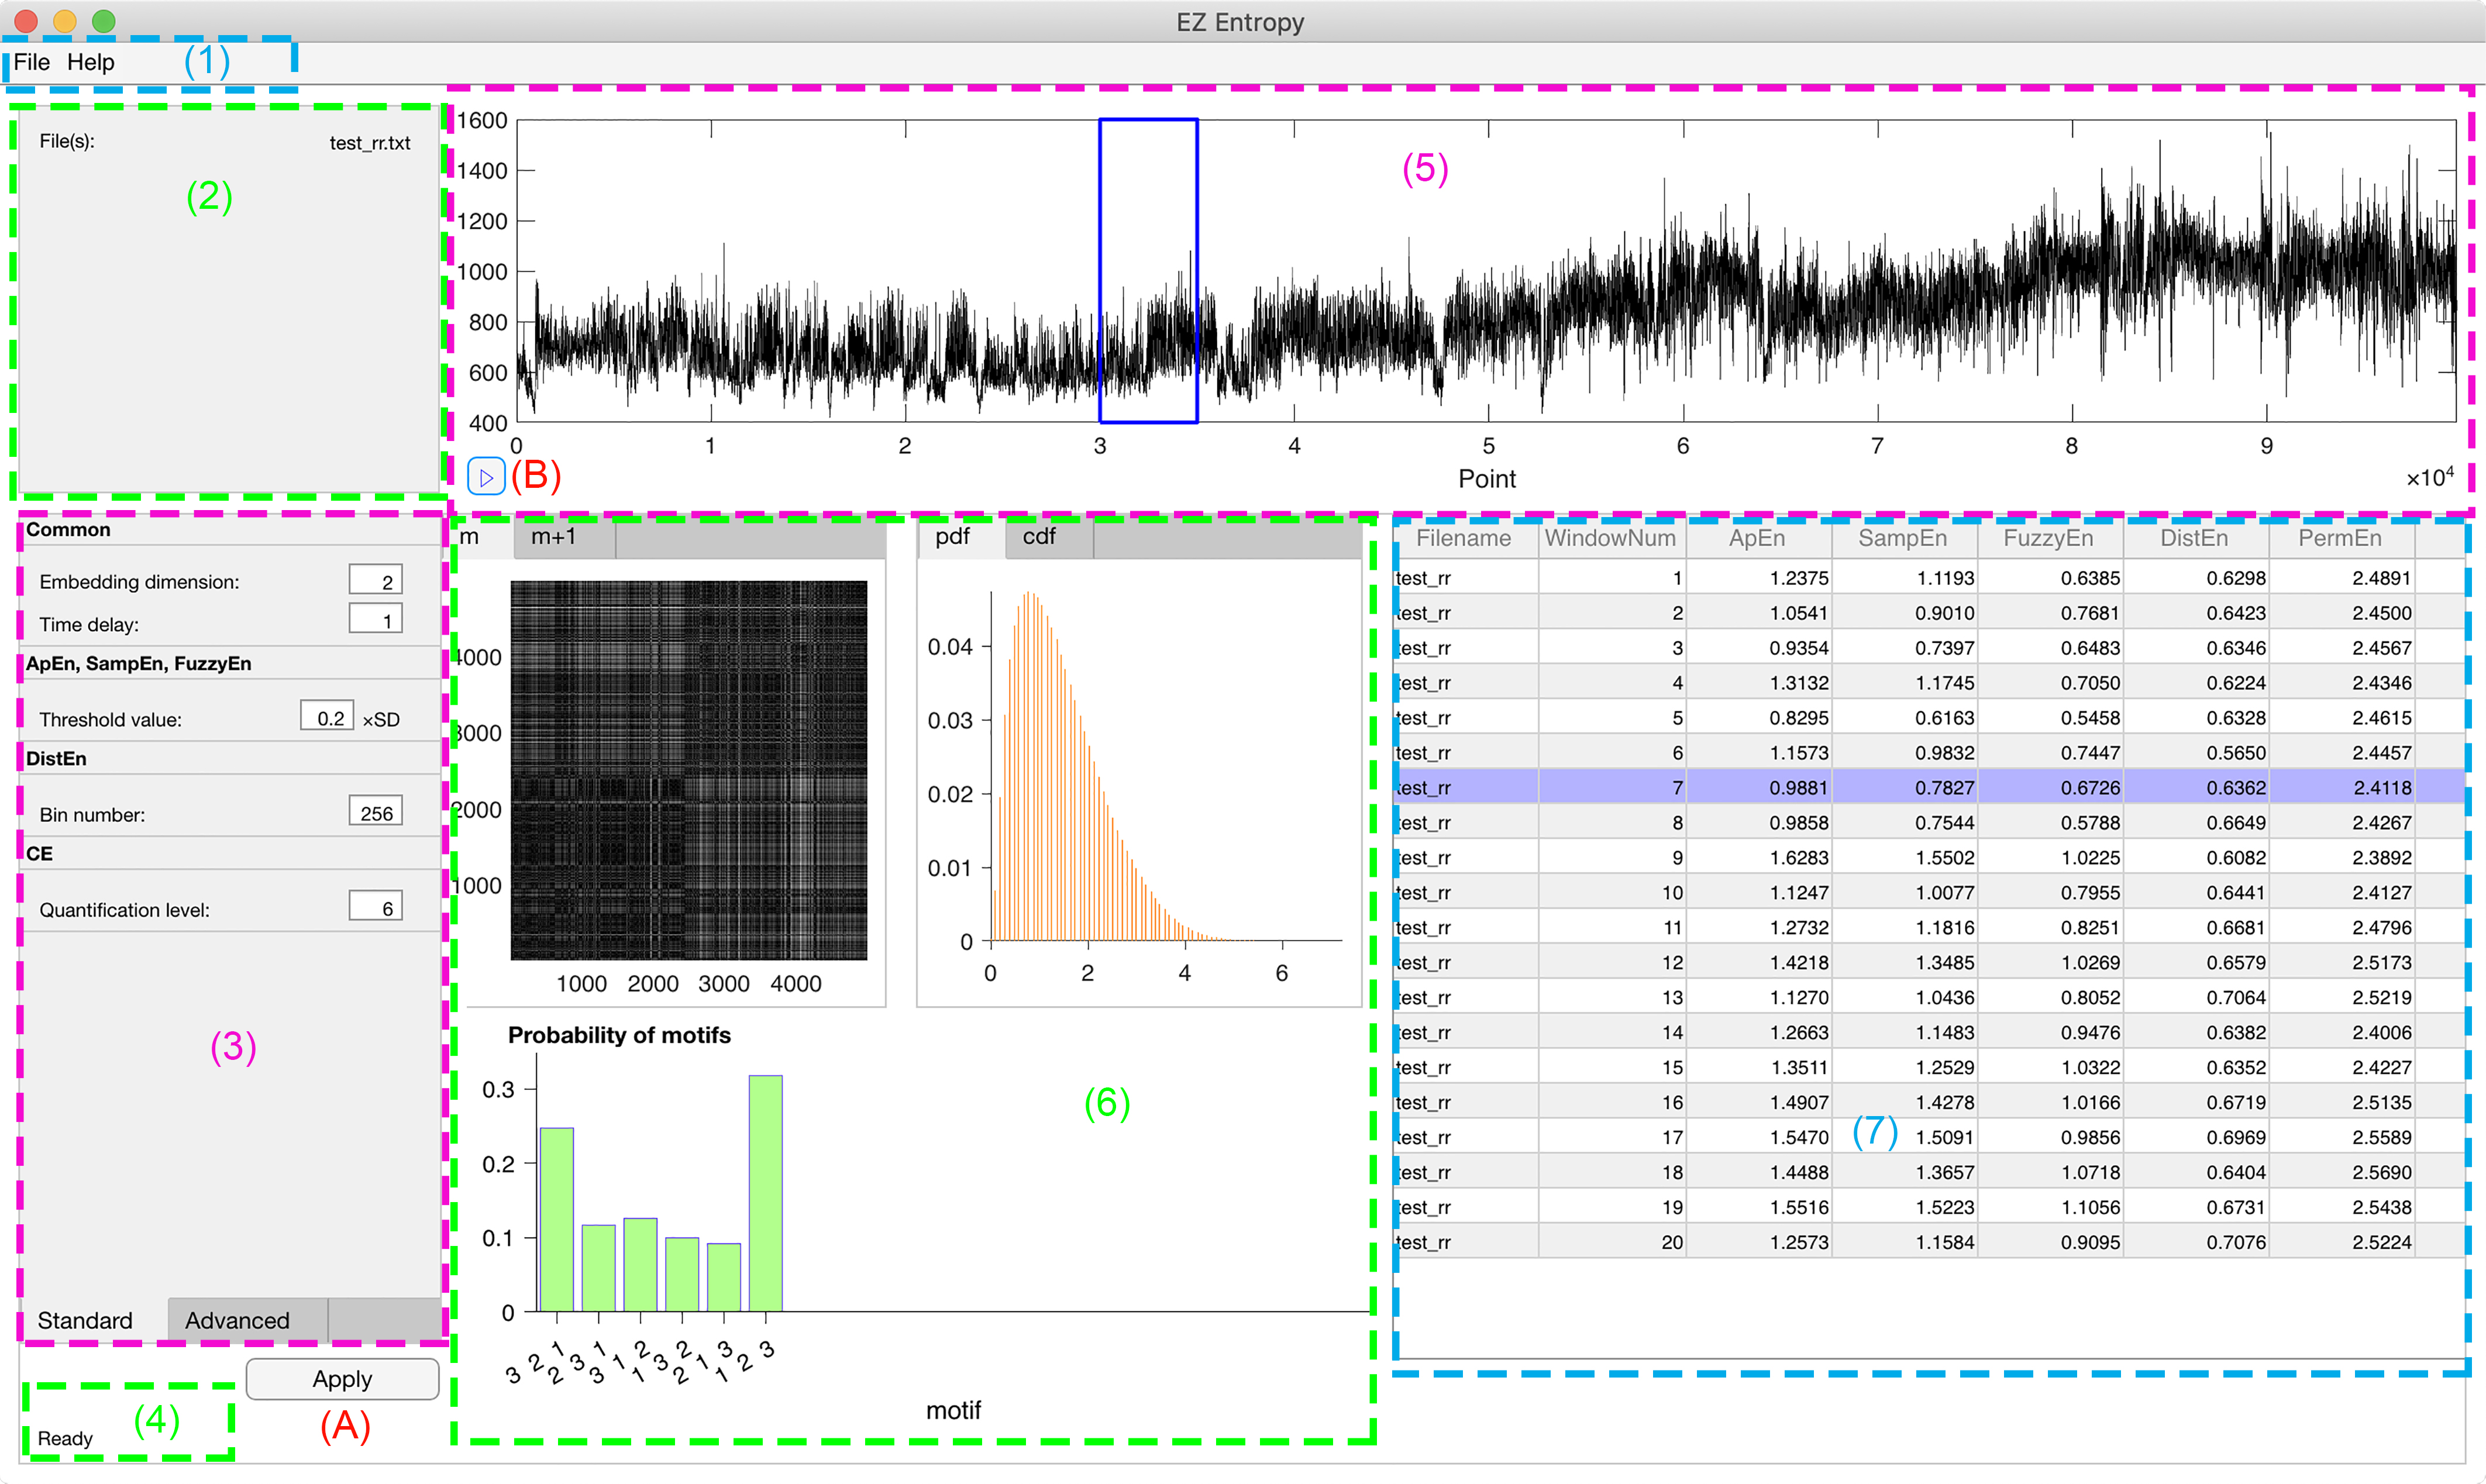 EZ Entropy
File Help (1)
File(s): test_rr.txt
(2)
1600
1400
1200
1000
800
600
400
(5)
0 1 2 3 4 5 6 7 8 9
Point
×10⁴
(B)
Common
Embedding dimension: 2
Time delay: 1
ApEn, SampEn, FuzzyEn
Threshold value: 0.2 ×SD
DistEn
Bin number: 256
CE
Quantification level: 6
(3)
Standard Advanced
Apply
(4) (A)
Ready
m m+1
4000
3000
2000
1000
1000 2000 3000 4000
pdf cdf
0.04
0.03
0.02
0.01
0
0 2 4 6
Probability of motifs
0.3
0.2
0.1
0
3 2 1
2 3 1
3 1 2
1 3 2
2 1 3
1 2 3
motif
(6)
Filename WindowNum ApEn SampEn FuzzyEn DistEn PermEn
test_rr 1 1.2375 1.1193 0.6385 0.6298 2.4891
test_rr 2 1.0541 0.9010 0.7681 0.6423 2.4500
test_rr 3 0.9354 0.7397 0.6483 0.6346 2.4567
test_rr 4 1.3132 1.1745 0.7050 0.6224 2.4346
test_rr 5 0.8295 0.6163 0.5458 0.6328 2.4615
test_rr 6 1.1573 0.9832 0.7447 0.5650 2.4457
test_rr 7 0.9881 0.7827 0.6726 0.6362 2.4118
test_rr 8 0.9858 0.7544 0.5788 0.6649 2.4267
test_rr 9 1.6283 1.5502 1.0225 0.6082 2.3892
test_rr 10 1.1247 1.0077 0.7955 0.6441 2.4127
test_rr 11 1.2732 1.1816 0.8251 0.6681 2.4796
test_rr 12 1.4218 1.3485 1.0269 0.6579 2.5173
test_rr 13 1.1270 1.0436 0.8052 0.7064 2.5219
test_rr 14 1.2663 1.1483 0.9476 0.6382 2.4006
test_rr 15 1.3511 1.2529 1.0322 0.6352 2.4227
test_rr 16 1.4907 1.4278 1.0166 0.6719 2.5135
test_rr 17 1.5470 (7) 1.5091 0.9856 0.6969 2.5589
test_rr 18 1.4488 1.3657 1.0718 0.6404 2.5690
test_rr 19 1.5516 1.5223 1.1056 0.6731 2.5438
test_rr 20 1.2573 1.1584 0.9095 0.7076 2.5224